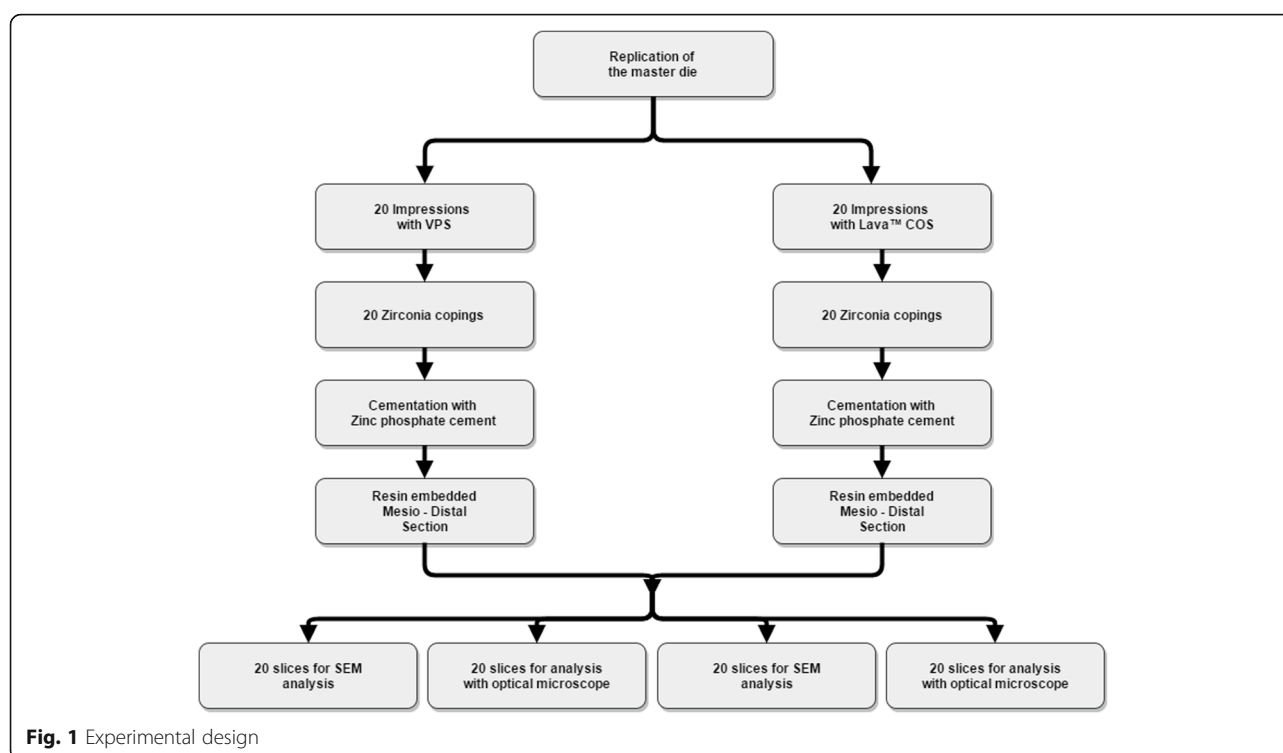 Replication of
the master die
20 Impressions
with VPS
20 Impressions
with Lava™ COS
20 Zirconia copings
20 Zirconia copings
Cementation with
Zinc phosphate cement
Cementation with
Zinc phosphate cement
Resin embedded
Mesio - Distal
Section
Resin embedded
Mesio - Distal
Section
20 slices for SEM
analysis
20 slices for analysis
with optical microscope
20 slices for SEM
analysis
20 slices for analysis
with optical microscope
Fig. 1 Experimental design